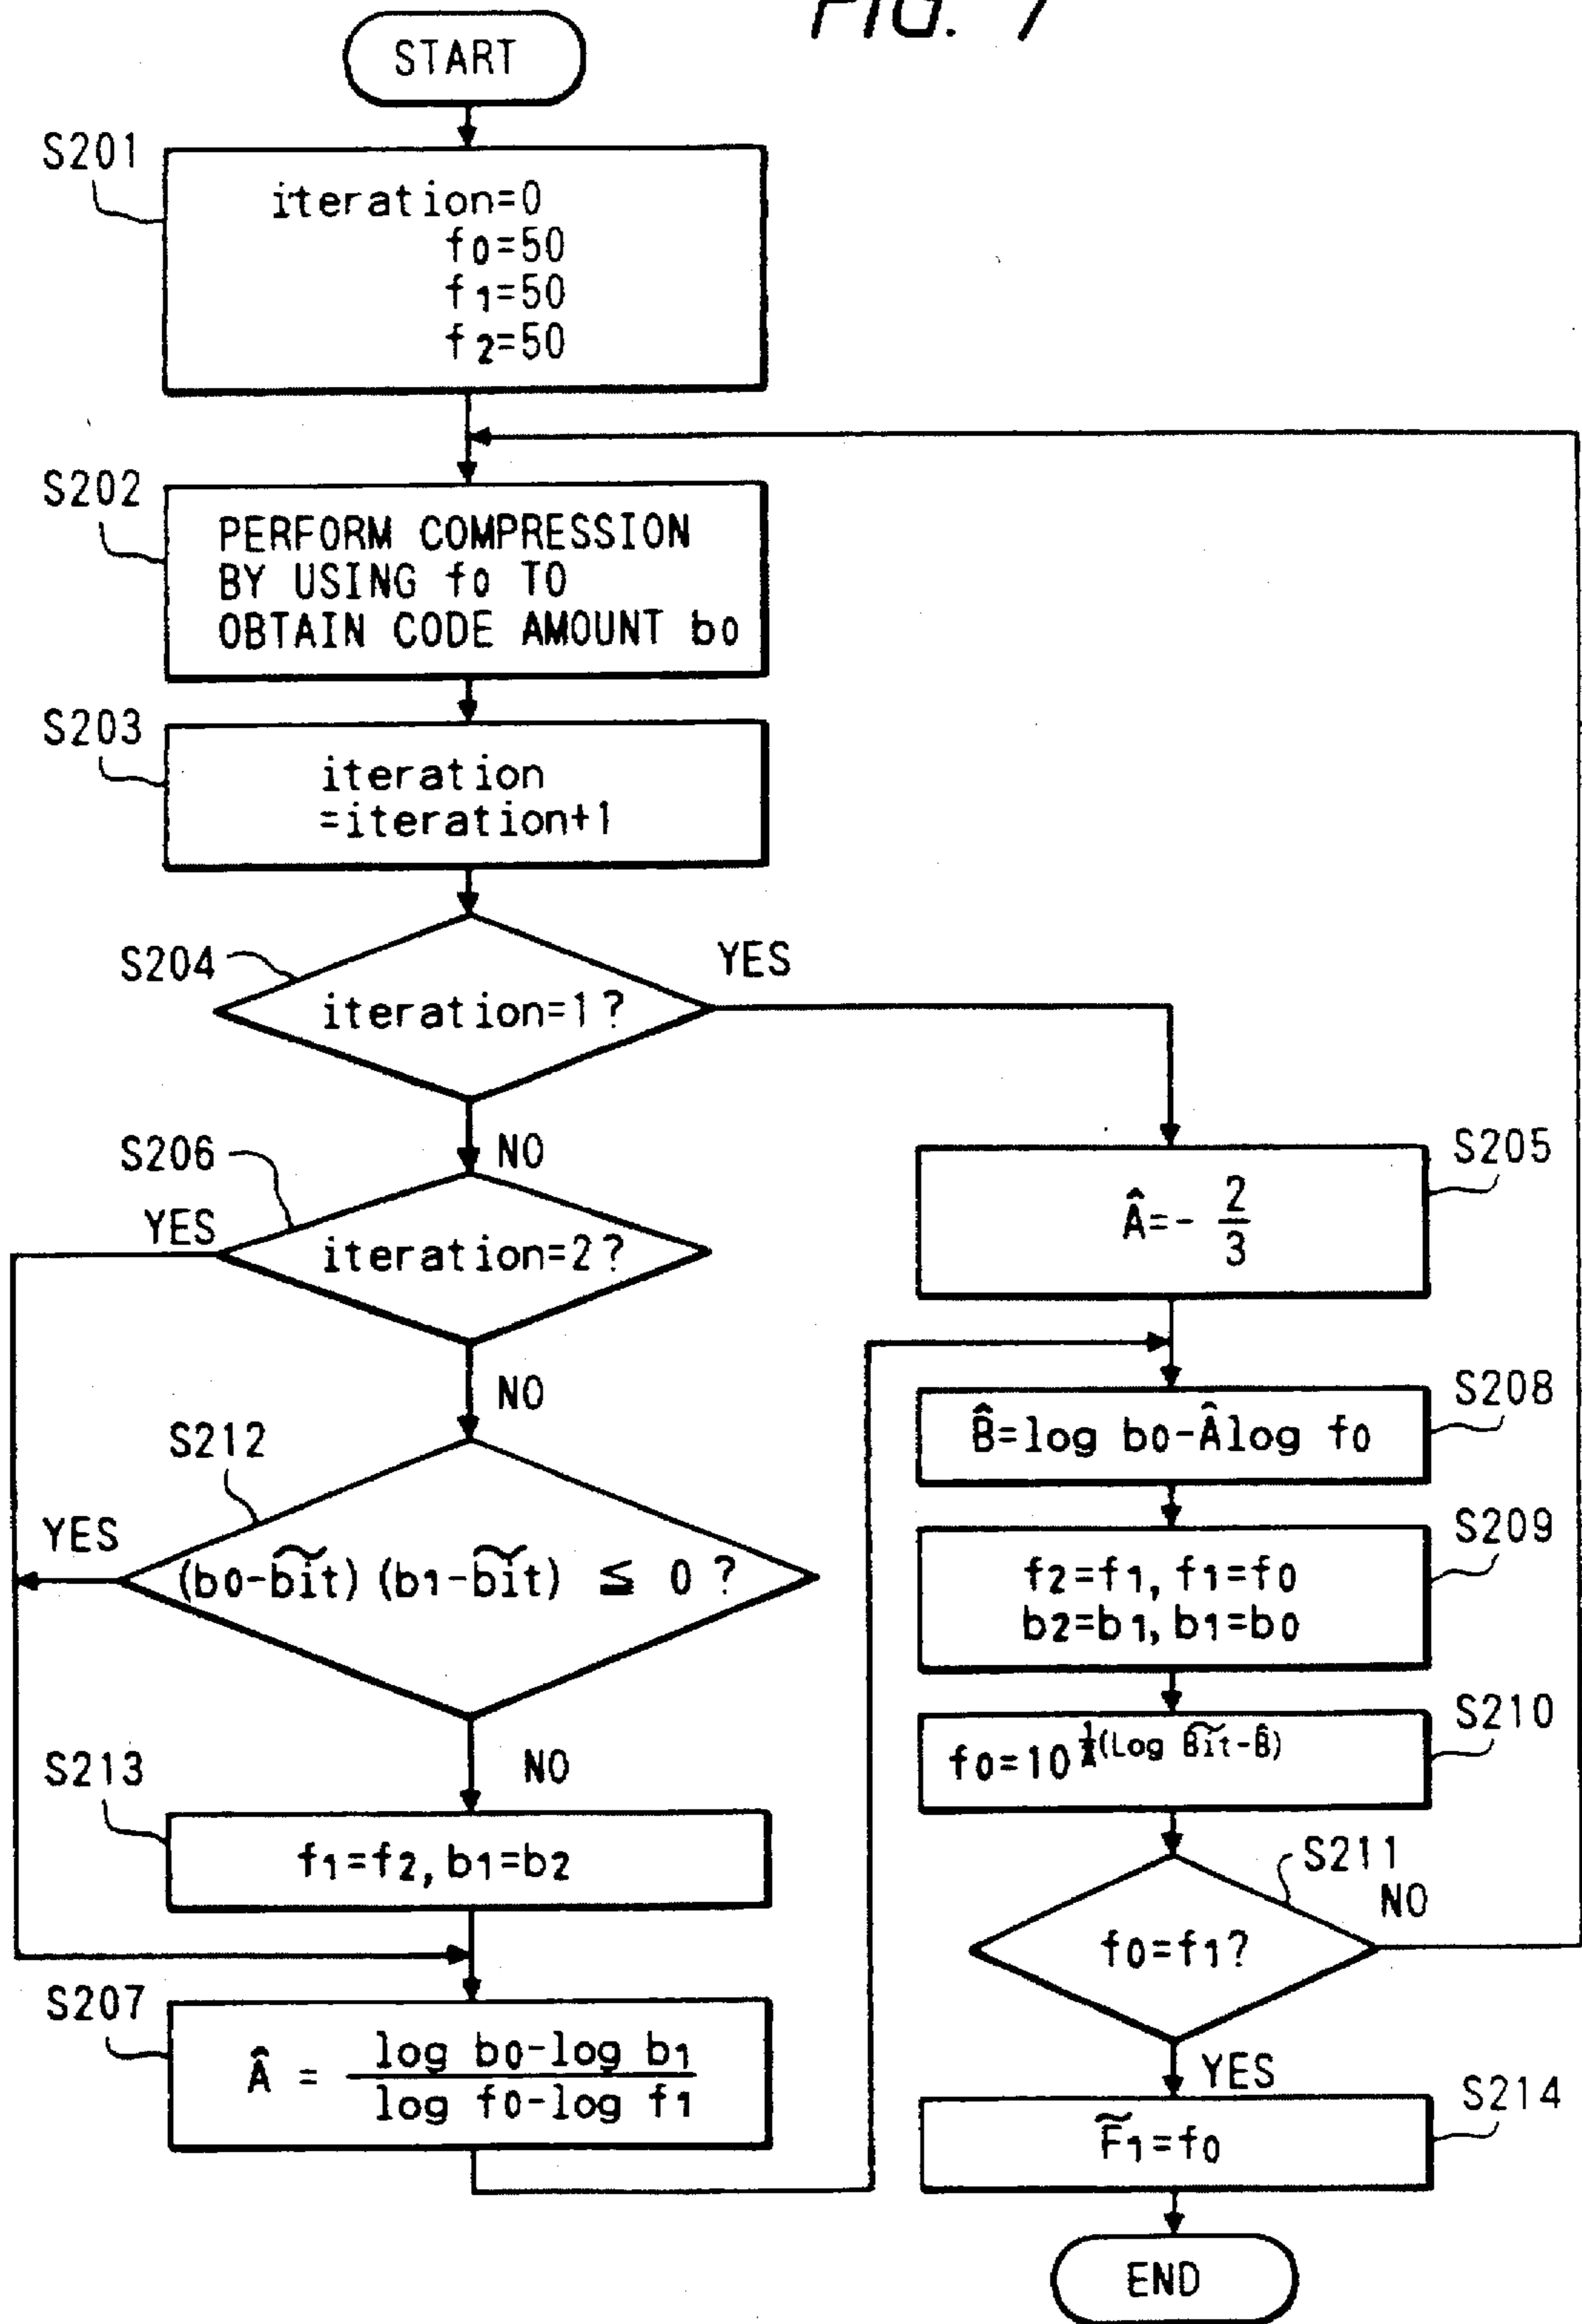 FIG. 7
START
S201
iteration=0
f0=50
f1=50
f2=50
S202
PERFORM COMPRESSION
BY USING f0 TO
OBTAIN CODE AMOUNT b0
S203
iteration
=iteration+1
S204
iteration=1?
YES
NO
S206
YES
iteration=2?
NO
S212
YES
(b0-b͠it) (b1-b͠it) ≦ 0 ?
NO
S213
f1=f2, b1=b2
S207
Â = (log b0-log b1)/(log f0-log f1)
S205
Â=- 2/3
S208
B̂=log b0-Âlog f0
S209
f2=f1, f1=f0
b2=b1, b1=b0
S210
f0=10^(1/Â(Log B͠it-B̂))
S211
NO
f0=f1?
YES
S214
F̃1=f0
END